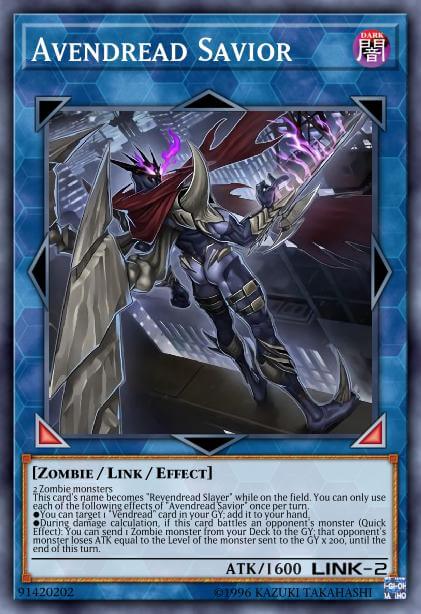 AVENDREAD SAVIOR
DARK
闇
[ZOMBIE / LINK / EFFECT]
2 Zombie monsters
This card's name becomes "Revendread Slayer" while on the field. You can only use
each of the following effects of "Avendread Savior" once per turn.
●You can target 1 "Vendread" card in your GY; add it to your hand.
●During damage calculation, if this card battles an opponent's monster (Quick
Effect): You can send 1 Zombie monster from your Deck to the GY; that opponent's
monster loses ATK equal to the Level of the monster sent to the GY x 200, until the
end of this turn.
ATK/1600 LINK-2
91420202
©1996 KAZUKI TAKAHASHI